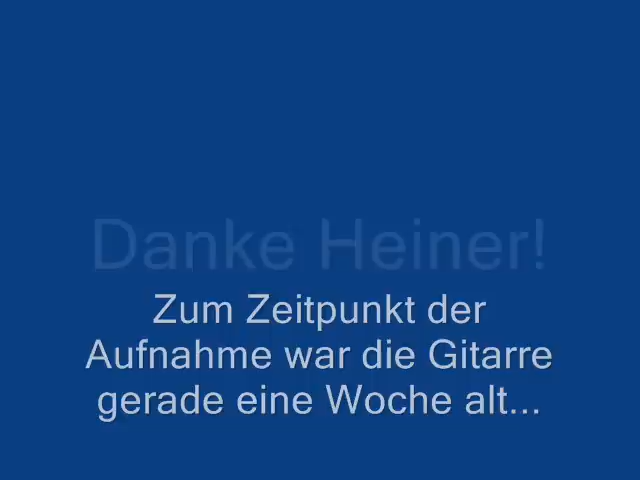 Danke Heiner!
Zum Zeitpunkt der
Aufnahme war die Gitarre
gerade eine Woche alt...